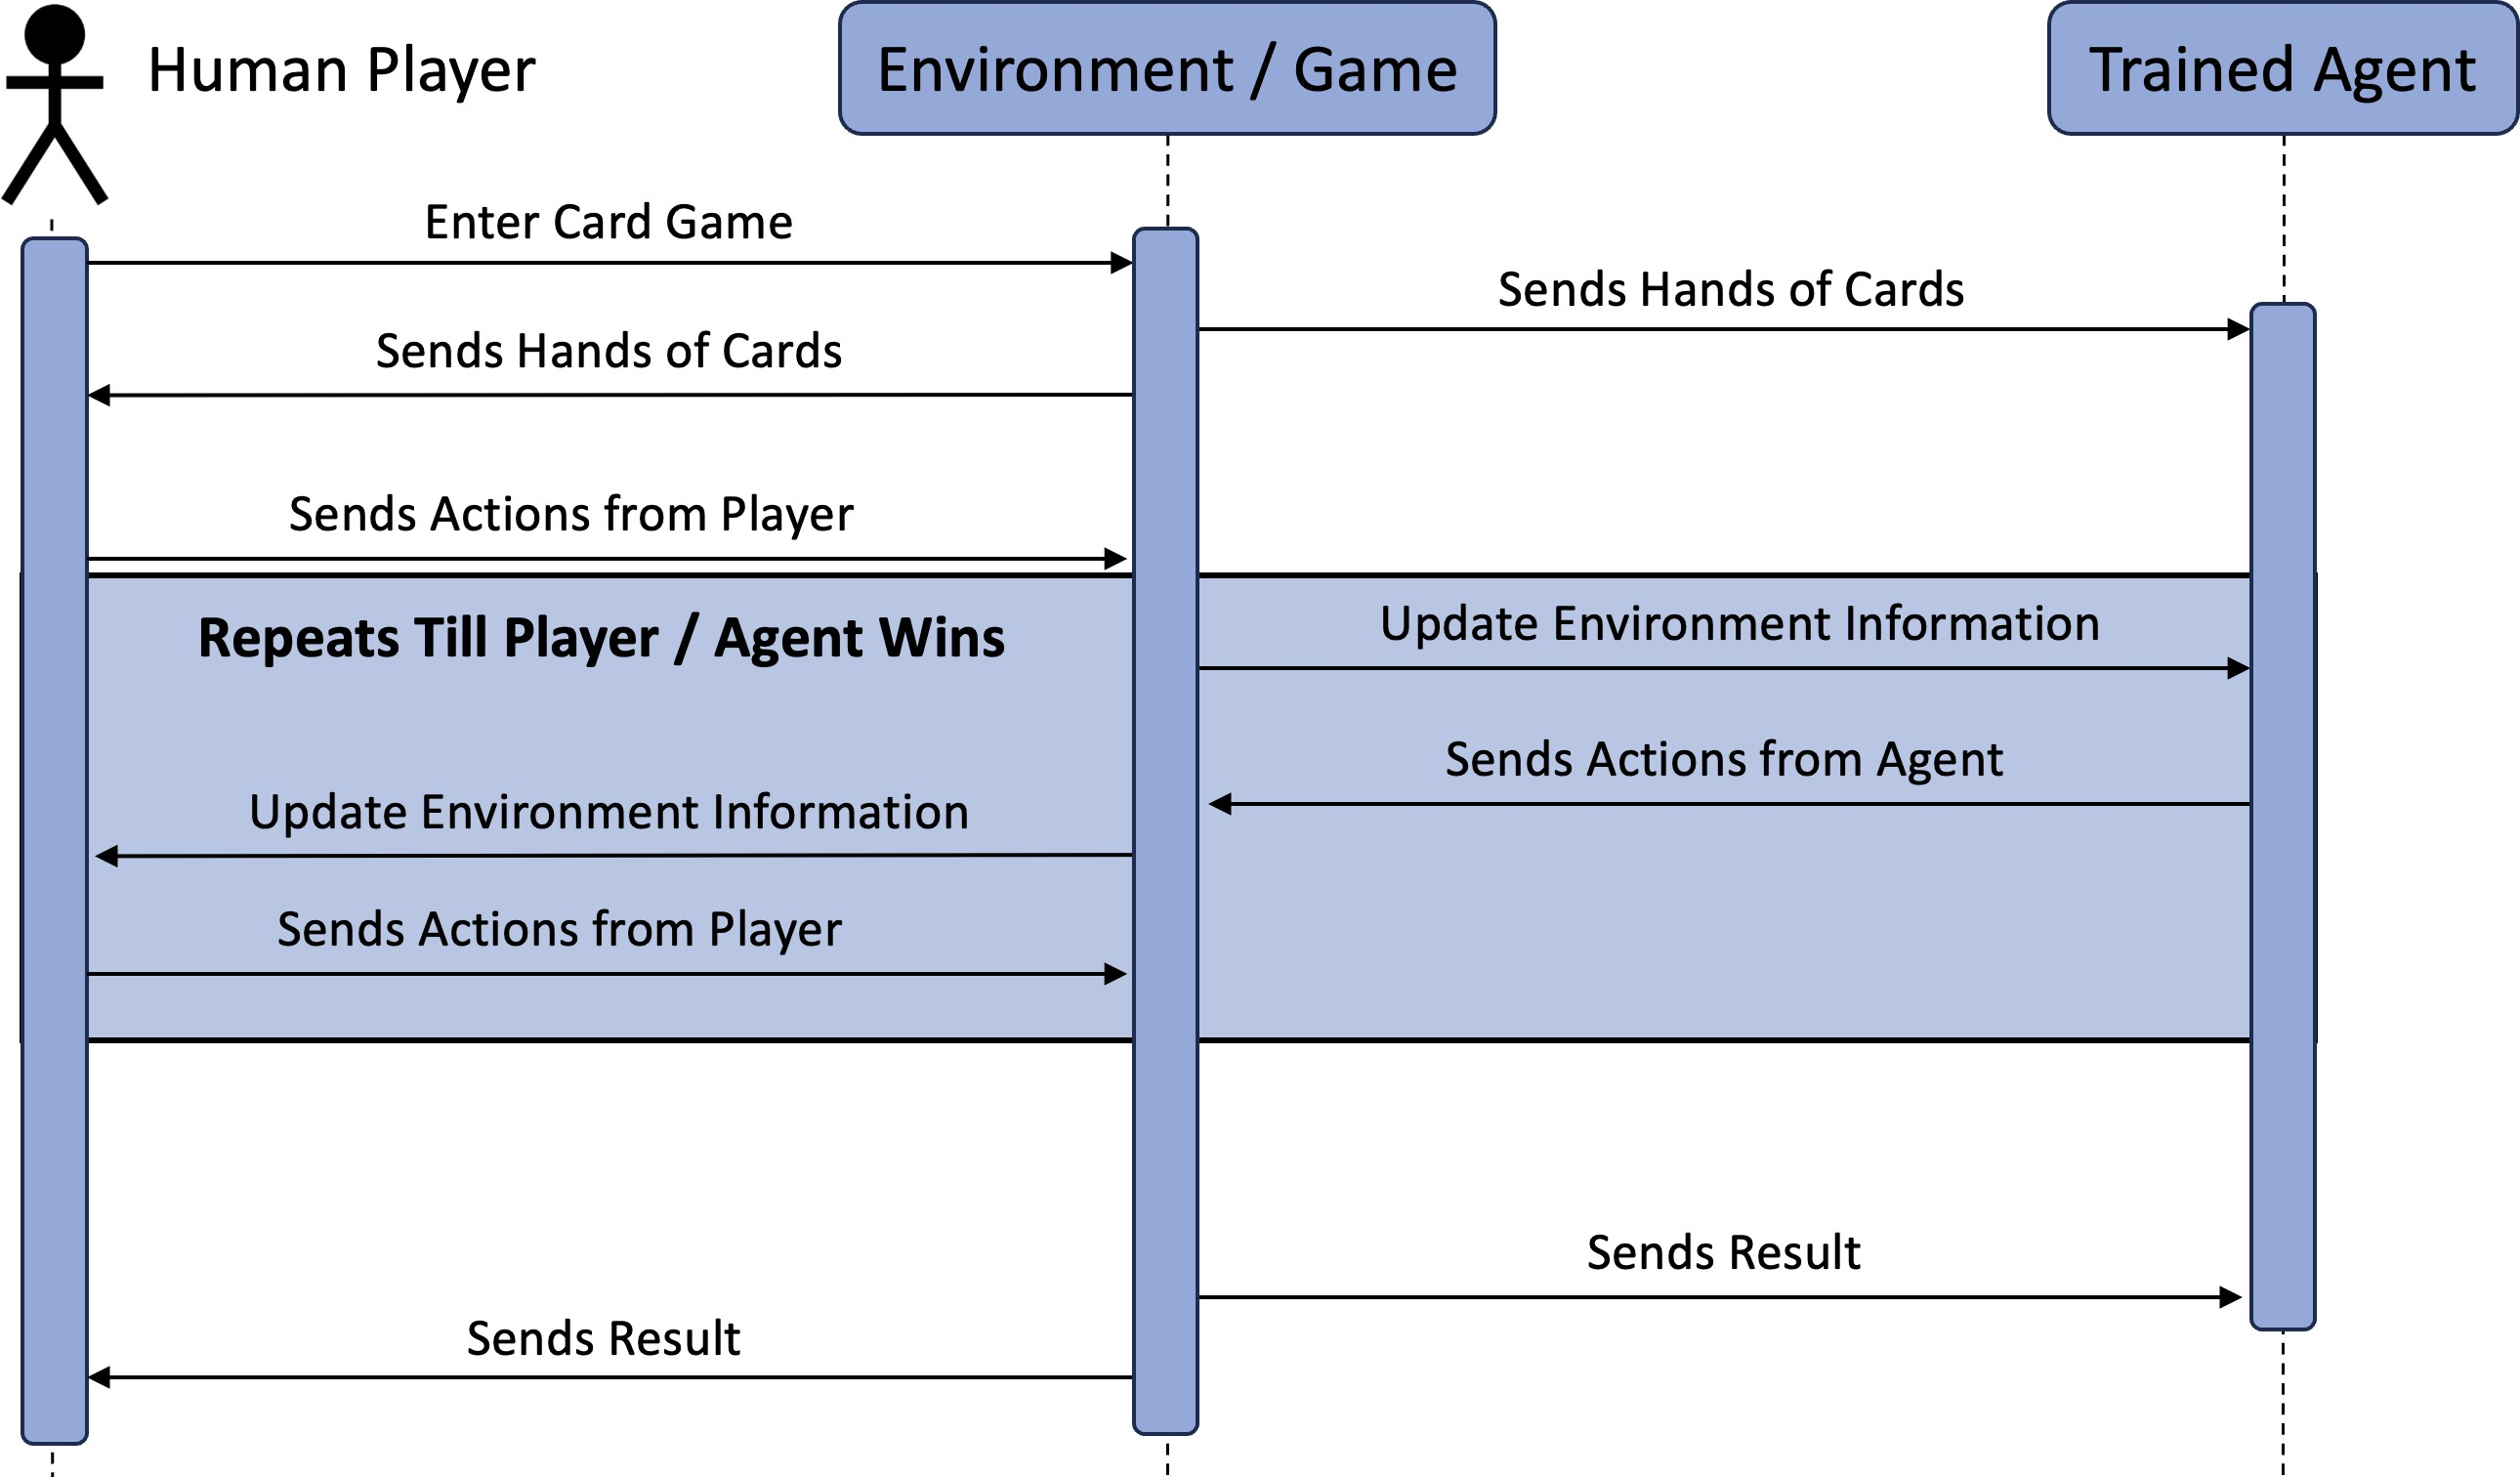 Human Player
Environment / Game
Trained Agent
Enter Card Game
Sends Hands of Cards
Sends Hands of Cards
Sends Actions from Player
Repeats Till Player / Agent Wins
Update Environment Information
Sends Actions from Agent
Update Environment Information
Sends Actions from Player
Sends Result
Sends Result